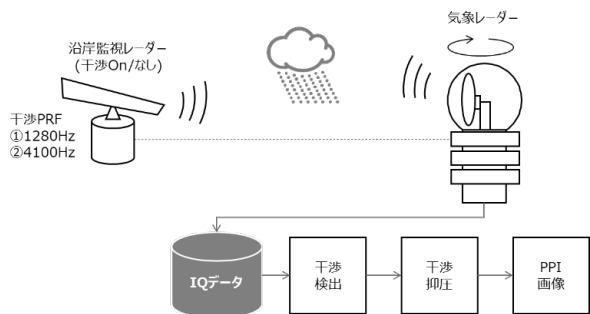 気象レーダー
沿岸監視レーダー
(干渉On/なし)
干渉PRF
①1280Hz
②4100Hz
IQデータ
干渉
検出
干渉
抑圧
PPI
画像